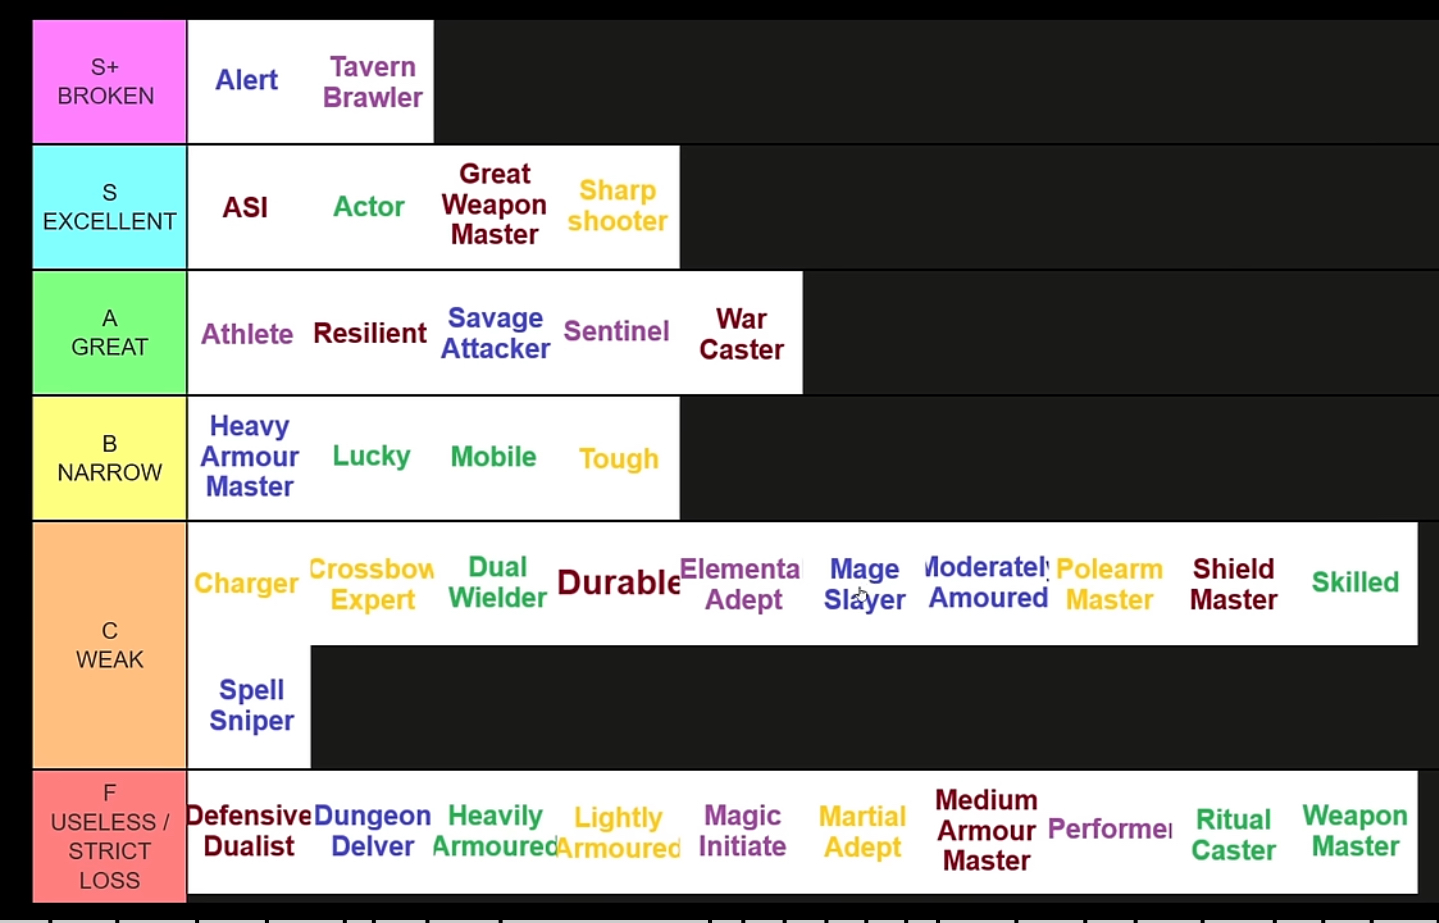 S+
BROKEN
Alert
Tavern
Brawler
S
EXCELLENT
ASI
Actor
Great
Weapon
Master
Sharp
shooter
A
GREAT
Athlete
Resilient
Savage
Attacker
Sentinel
War
Caster
B
NARROW
Heavy
Armour
Master
Lucky
Mobile
Tough
C
WEAK
Charger
Crossbow
Expert
Dual
Wielder
Durable
Elemental
Adept
Mage
Slayer
Moderately
Amoured
Polearm
Master
Shield
Master
Skilled
Spell
Sniper
F
USELESS /
STRICT
LOSS
Defensive
Dualist
Dungeon
Delver
Heavily
Armoured
Lightly
Armoured
Magic
Initiate
Martial
Adept
Medium
Armour
Master
Performer
Ritual
Caster
Weapon
Master